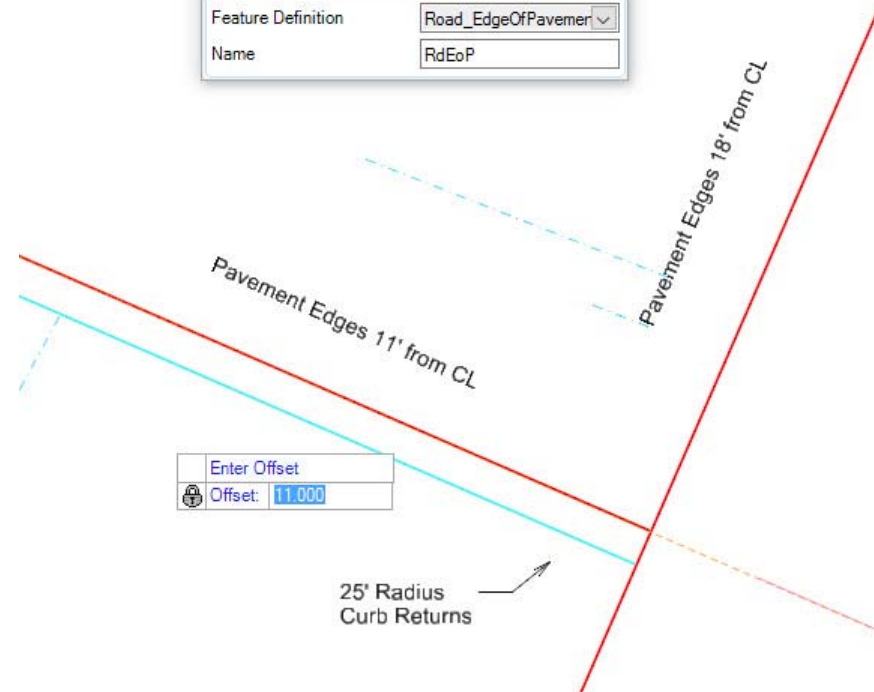 Feature Definition
Road_EdgeOfPavemer
Name
RdEoP
Pavement Edges 18' from CL
Pavement Edges 11' from CL
Enter Offset
Offset: 11.000
25' Radius
Curb Returns